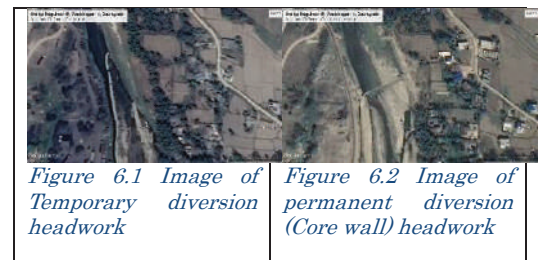 Figure 6.1 Image of
Temporary diversion
headwork
Figure 6.2 Image of
permanent diversion
(Core wall) headwork